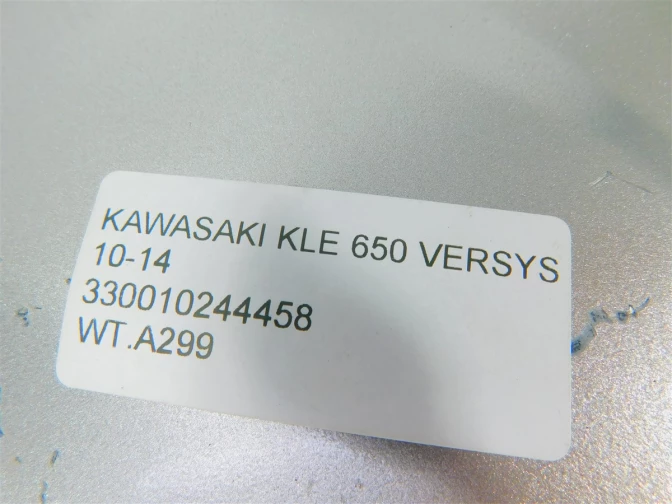 KAWASAKI KLE 650 VERSYS
10-14
330010244458
WT.A299